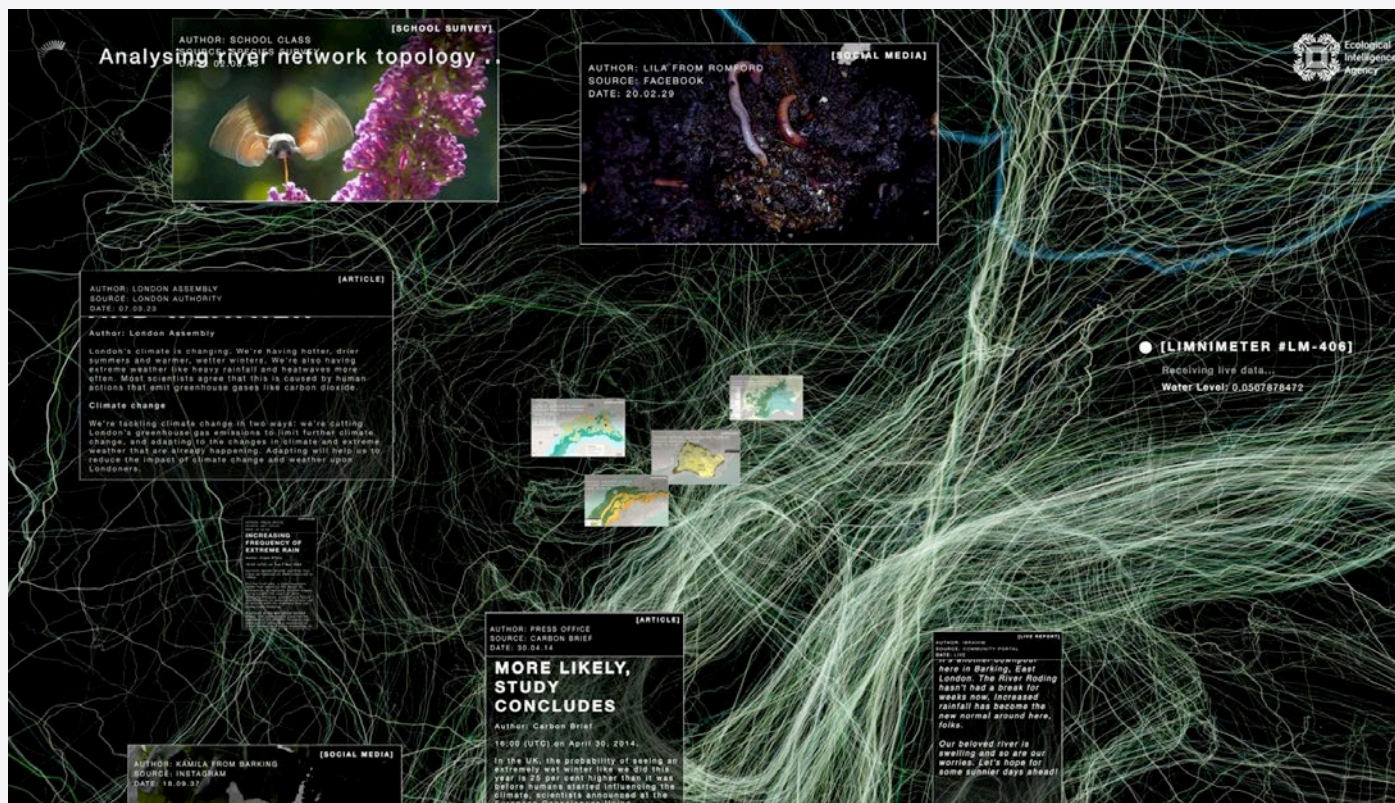 [SCHOOL SURVEY]
AUTHOR: SCHOOL CLASS
SOURCE: SPECIES SURVEY
Analysing river network topology ..
[SOCIAL MEDIA]
AUTHOR: LILA FROM ROMFORD
SOURCE: FACEBOOK
DATE: 20.02.29
Ecological
Intelligence
Agency
[ARTICLE]
AUTHOR: LONDON ASSEMBLY
SOURCE: LONDON AUTHORITY
DATE: 07.03.23
Author: London Assembly
London's climate is changing. We're having hotter, drier
summers and warmer, wetter winters. We're also having
extreme weather like heavy rainfall and heatwaves more
often. Most scientists agree that this is caused by human
actions that emit greenhouse gases like carbon dioxide.
Climate change
We're tackling climate change in two ways: we're cutting
London's greenhouse gas emissions to limit further climate
change, and adapting to the changes in climate and extreme
weather that are already happening. Adapting will help us to
reduce the impact of climate change and weather upon
Londoners.
[LIMNIMETER #LM-406]
Receiving live data...
Water Level: 0.0507878472
INCREASING
FREQUENCY OF
EXTREME RAIN
[ARTICLE]
AUTHOR: PRESS OFFICE
SOURCE: CARBON BRIEF
DATE: 30.04.14
MORE LIKELY,
STUDY
CONCLUDES
Author: Carbon Brief
16:00 (UTC) on April 30, 2014.
In the UK, the probability of seeing an
extremely wet winter like we did this
year is 25 per cent higher than it was
before humans started influencing the
climate, scientists announced at the
[LIVE REPORT]
AUTHOR: IBRAHIM
SOURCE: COMMUNITY PORTAL
DATE: LIVE
It's another downpour
here in Barking, East
London. The River Roding
hasn't had a break for
weeks now, Increased
rainfall has become the
new normal around here,
folks.
Our beloved river is
swelling and so are our
worries. Let's hope for
some sunnier days ahead!
[SOCIAL MEDIA]
AUTHOR: KAMILA FROM BARKING
SOURCE: INSTAGRAM
DATE: 18.09.37